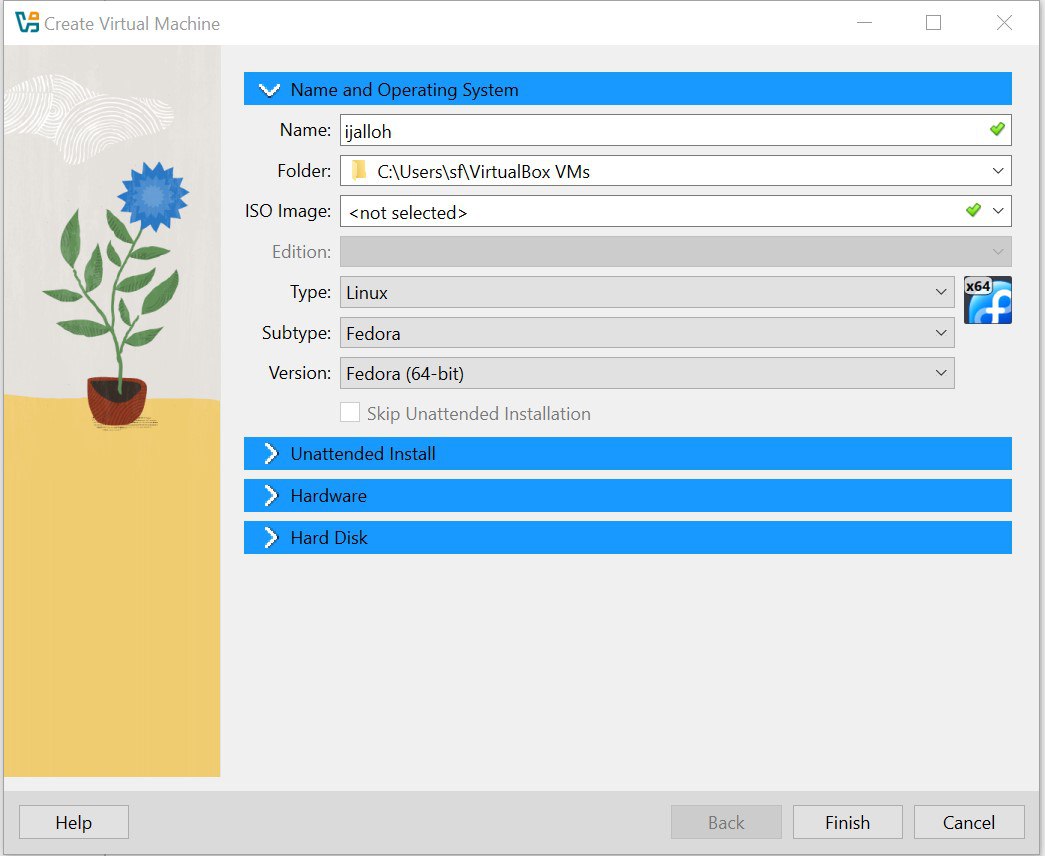 Create Virtual Machine
Name and Operating System
Name: ijalloh
Folder: C:\Users\sf\VirtualBox VMs
ISO Image: <not selected>
Edition:
Type: Linux
x64
Subtype: Fedora
Version: Fedora (64-bit)
Skip Unattended Installation
Unattended Install
Hardware
Hard Disk
Help Back Finish Cancel